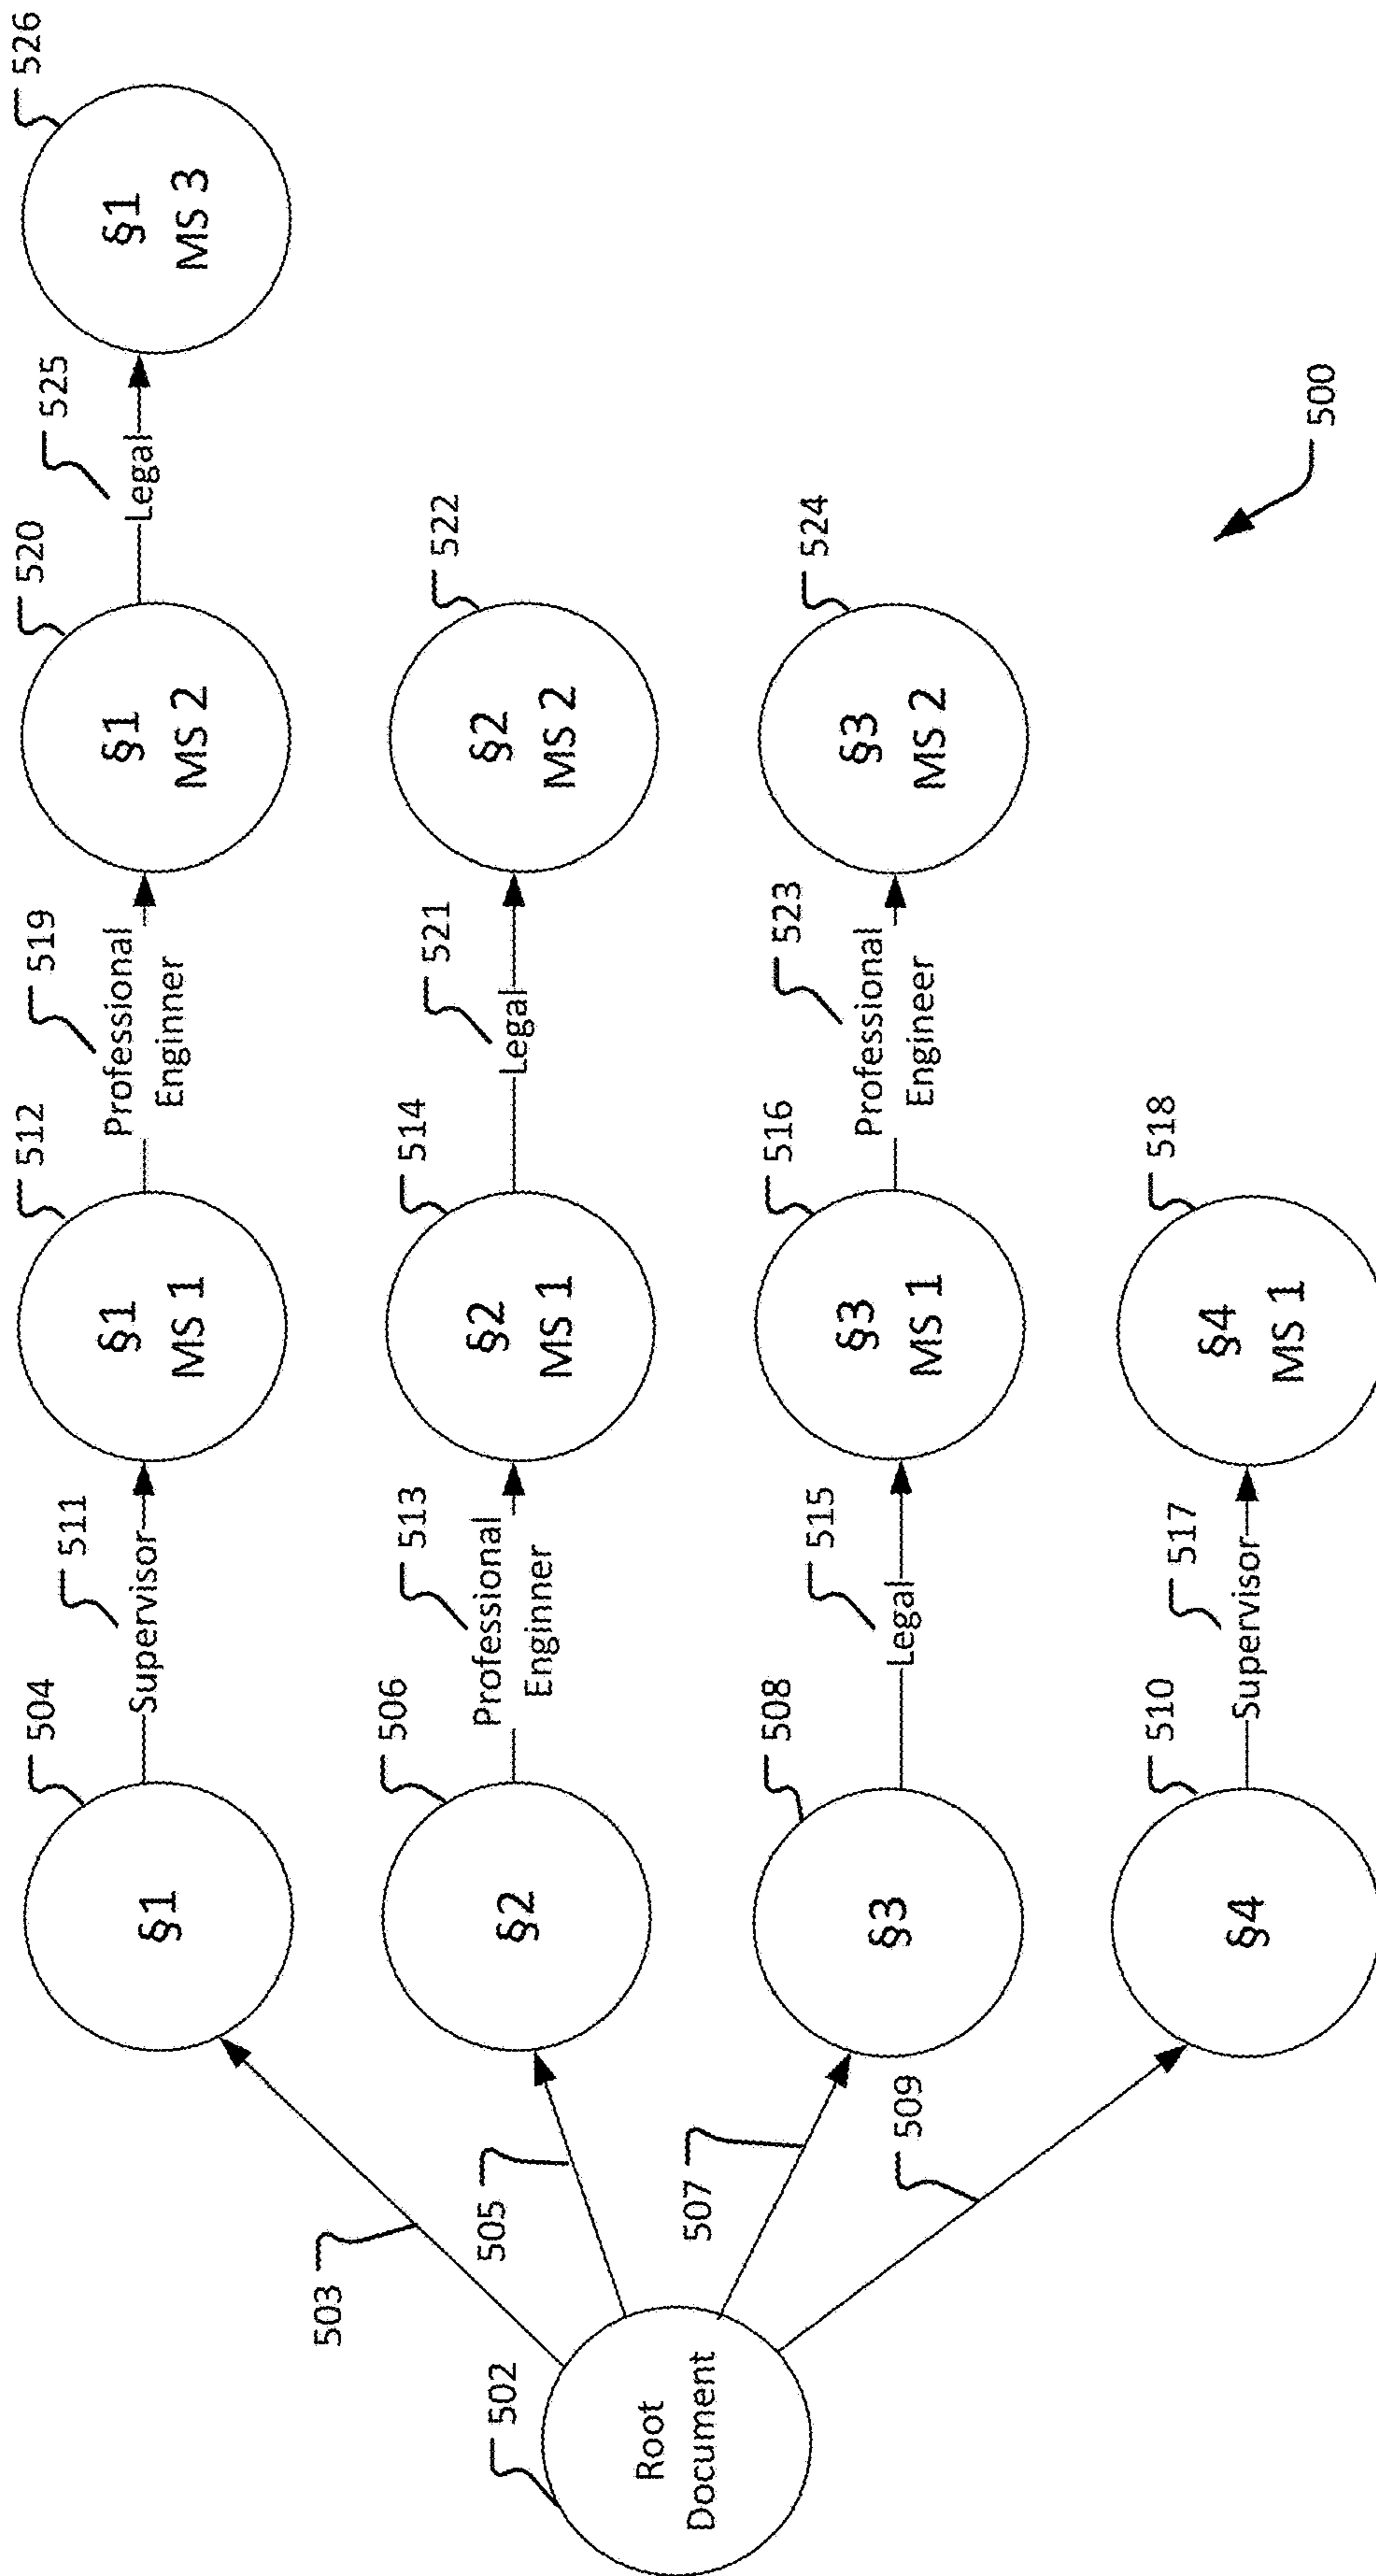 502
Root
Document
503
505
507
509
504
§1
511
Supervisor
512
§1
MS 1
519
Professional
Enginner
520
§1
MS 2
525
Legal
526
§1
MS 3
506
§2
513
Professional
Enginner
514
§2
MS 1
521
Legal
522
§2
MS 2
508
§3
515
Legal
516
§3
MS 1
523
Professional
Engineer
524
§3
MS 2
510
§4
517
Supervisor
518
§4
MS 1
500